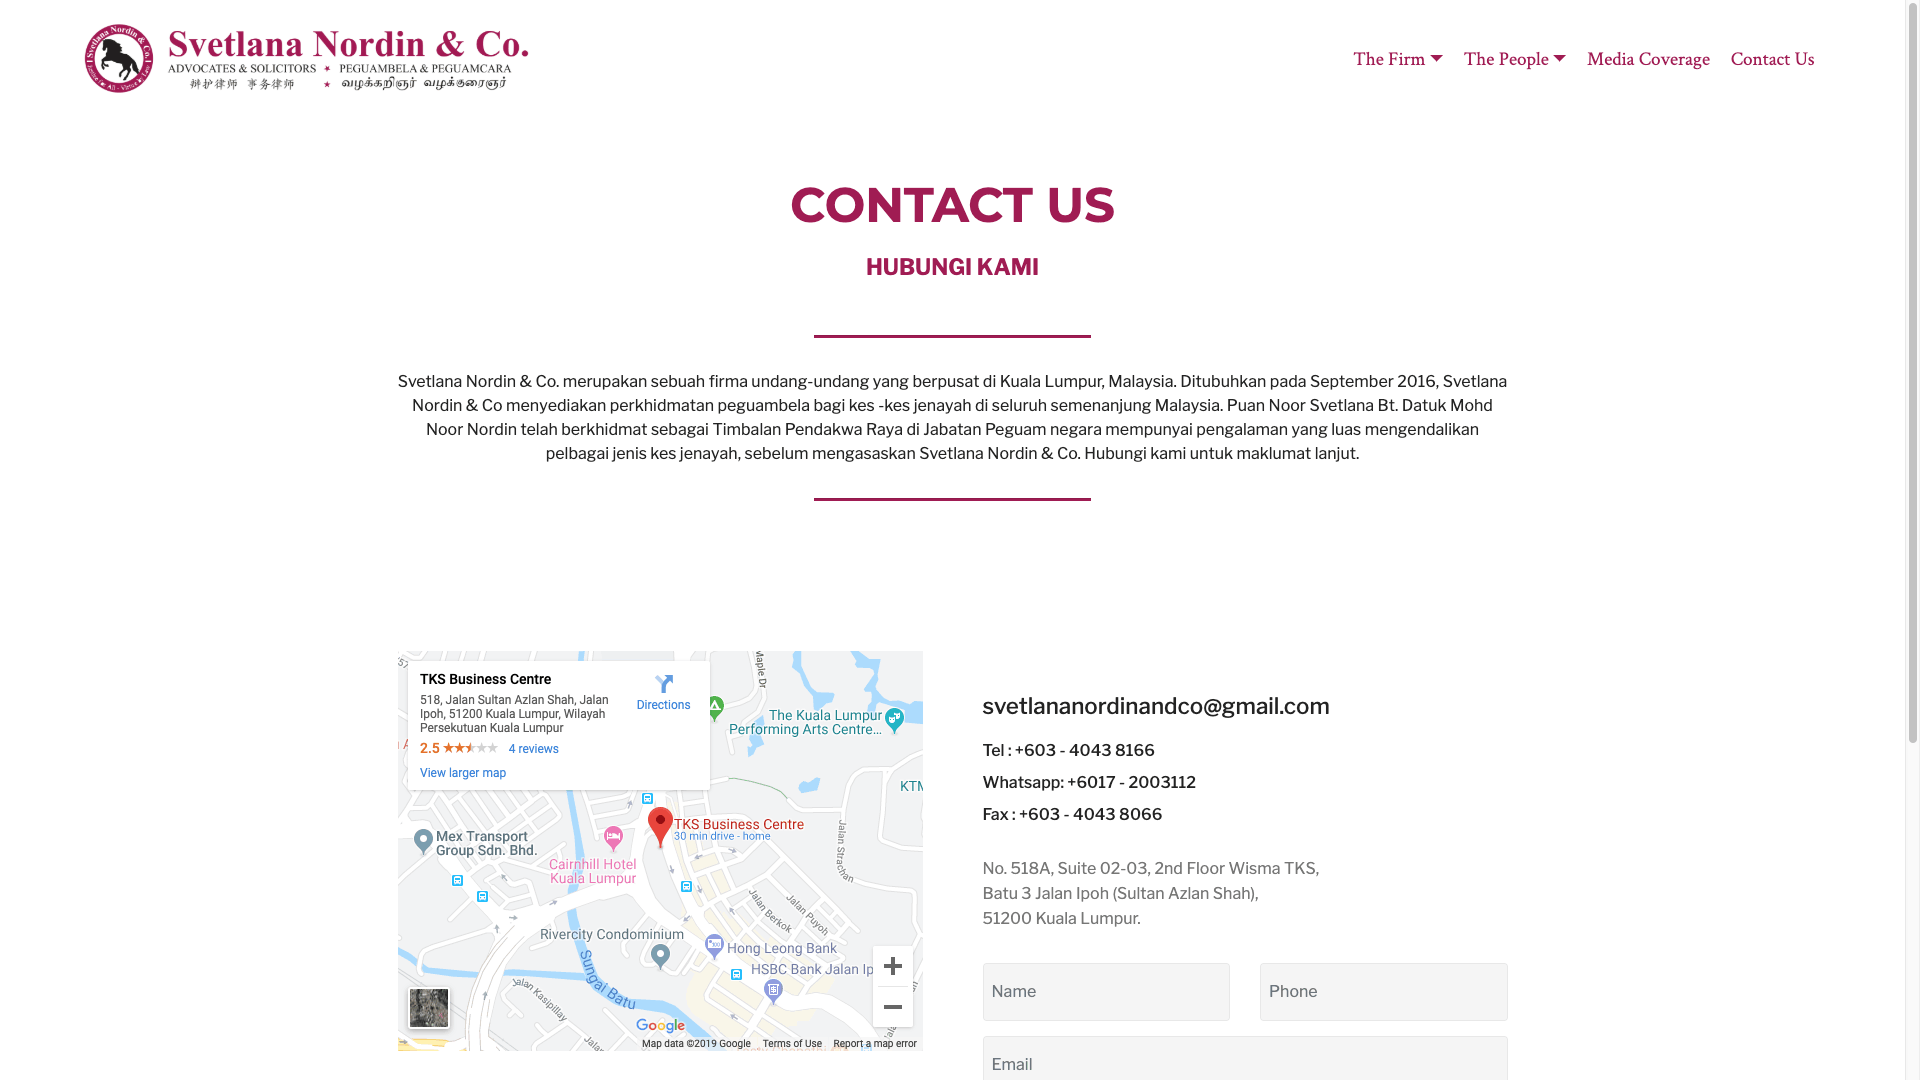 Svetlana Nordin & Co.
ADVOCATES & SOLICITORS ★ PEGUAMBELA & PEGUAMCARA
辩护律师 事务律师 ★ வழக்கறிஞர் வழக்குரைஞர்
Svetlana Nordin & Co.
Justice For All - Virtue
The Firm
The People
Media Coverage
Contact Us
CONTACT US
HUBUNGI KAMI
Svetlana Nordin & Co. merupakan sebuah firma undang-undang yang berpusat di Kuala Lumpur, Malaysia. Ditubuhkan pada September 2016, Svetlana
Nordin & Co menyediakan perkhidmatan peguambela bagi kes -kes jenayah di seluruh semenanjung Malaysia. Puan Noor Svetlana Bt. Datuk Mohd
Noor Nordin telah berkhidmat sebagai Timbalan Pendakwa Raya di Jabatan Peguam negara mempunyai pengalaman yang luas mengendalikan
pelbagai jenis kes jenayah, sebelum mengasaskan Svetlana Nordin & Co. Hubungi kami untuk maklumat lanjut.
TKS Business Centre
518, Jalan Sultan Azlan Shah, Jalan
Ipoh, 51200 Kuala Lumpur, Wilayah
Persekutuan Kuala Lumpur
2.5 4 reviews
View larger map
Directions
Maple Dr
The Kuala Lumpur
Performing Arts Centre...
KTM
TKS Business Centre
30 min drive - home
Mex Transport
Group Sdn. Bhd.
Cairnhill Hotel
Kuala Lumpur
Jalan Strachan
Jalan Berkok
Jalan Puyoh
Rivercity Condominium
Hong Leong Bank
HSBC Bank Jalan Ip
Sungai Batu
Jalan Kasipillay
Google
Map data ©2019 Google Terms of Use Report a map error
svetlananordinandco@gmail.com
Tel : +603 - 4043 8166
Whatsapp: +6017 - 2003112
Fax : +603 - 4043 8066
No. 518A, Suite 02-03, 2nd Floor Wisma TKS,
Batu 3 Jalan Ipoh (Sultan Azlan Shah),
51200 Kuala Lumpur.
Name
Phone
Email